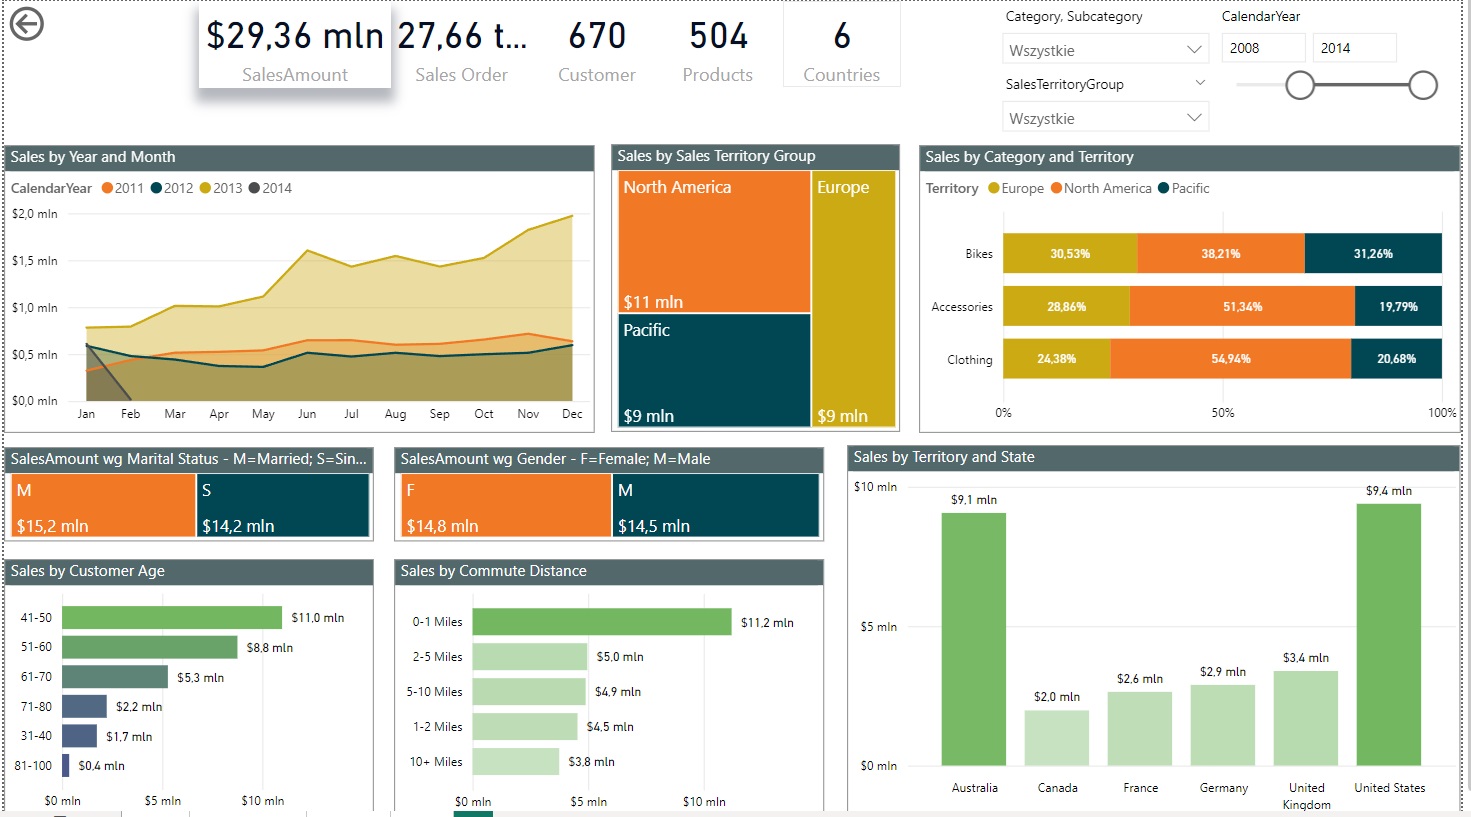 $29,36 mln
SalesAmount
27,66 t...
Sales Order
670
Customer
504
Products
6
Countries
Category, Subcategory
Wszystkie
SalesTerritoryGroup
Wszystkie
CalendarYear
2008 2014
Sales by Year and Month
CalendarYear 2011 2012 2013 2014
$2,0 mln
$1,5 mln
$1,0 mln
$0,5 mln
$0,0 mln
Jan Feb Mar Apr May Jun Jul Aug Sep Oct Nov Dec
Sales by Sales Territory Group
North America
$11 mln
Pacific
$9 mln
Europe
$9 mln
Sales by Category and Territory
Territory Europe North America Pacific
Bikes 30,53% 38,21% 31,26%
Accessories 28,86% 51,34% 19,79%
Clothing 24,38% 54,94% 20,68%
0% 50% 100%
SalesAmount wg Marital Status - M=Married; S=Sin...
M
$15,2 mln
S
$14,2 mln
SalesAmount wg Gender - F=Female; M=Male
F
$14,8 mln
M
$14,5 mln
Sales by Territory and State
$10 mln
$5 mln
$0 mln
$9,1 mln
$2,0 mln
$2,6 mln
$2,9 mln
$3,4 mln
$9,4 mln
Australia Canada France Germany United Kingdom United States
Sales by Customer Age
41-50 $11,0 mln
51-60 $8,8 mln
61-70 $5,3 mln
71-80 $2,2 mln
31-40 $1,7 mln
81-100 $0,4 mln
$0 mln $5 mln $10 mln
Sales by Commute Distance
0-1 Miles $11,2 mln
2-5 Miles $5,0 mln
5-10 Miles $4,9 mln
1-2 Miles $4,5 mln
10+ Miles $3,8 mln
$0 mln $5 mln $10 mln